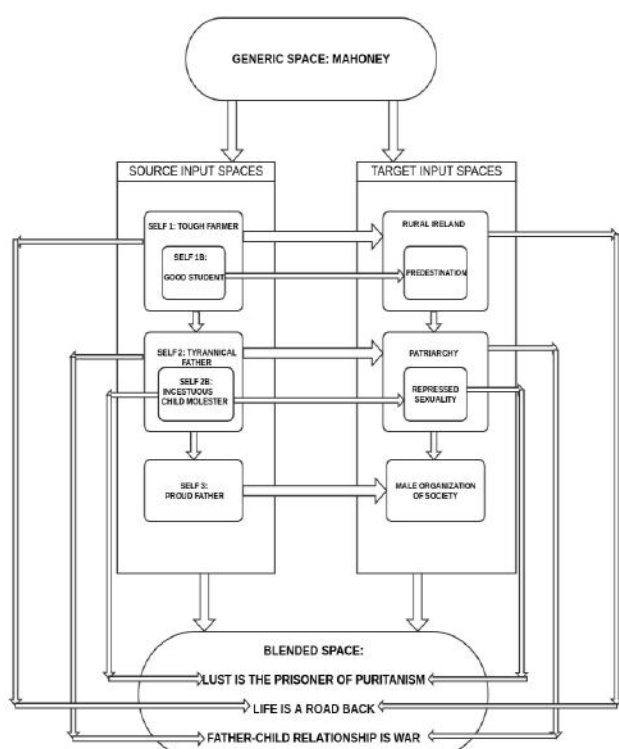 GENERIC SPACE: MAHONEY
SOURCE INPUT SPACES
TARGET INPUT SPACES
SELF 1: TOUGH FARMER
RURAL IRELAND
SELF 1B:
GOOD STUDENT
PREDESTINATION
SELF 2: TYRANNICAL
FATHER
PATRIARCHY
SELF 2B:
INCESTUOUS
CHILD MOLESTER
REPRESSED
SEXUALITY
SELF 3:
PROUD FATHER
MALE ORGANIZATION
OF SOCIETY
BLENDED SPACE:
LUST IS THE PRISONER OF PURITANISM
LIFE IS A ROAD BACK
FATHER-CHILD RELATIONSHIP IS WAR